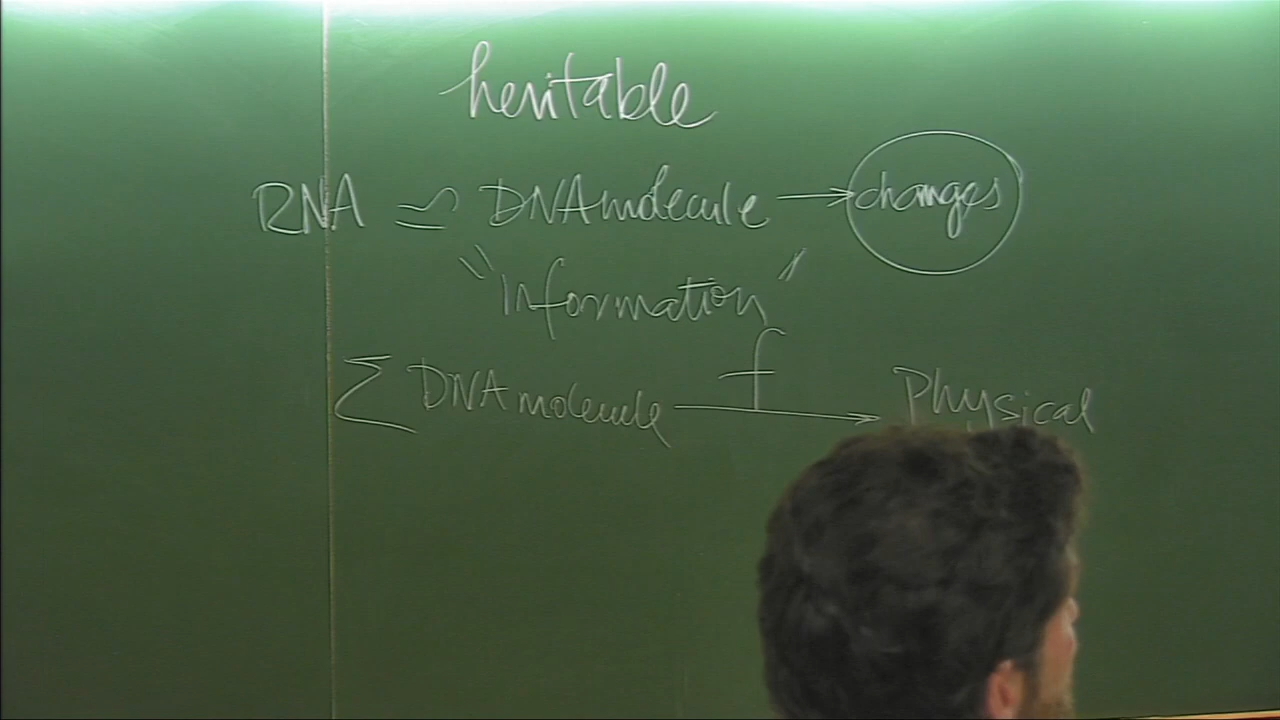 heritable
RNA ≃ DNA molecule → changes
"Information"
Σ DNA molecule f → Physical